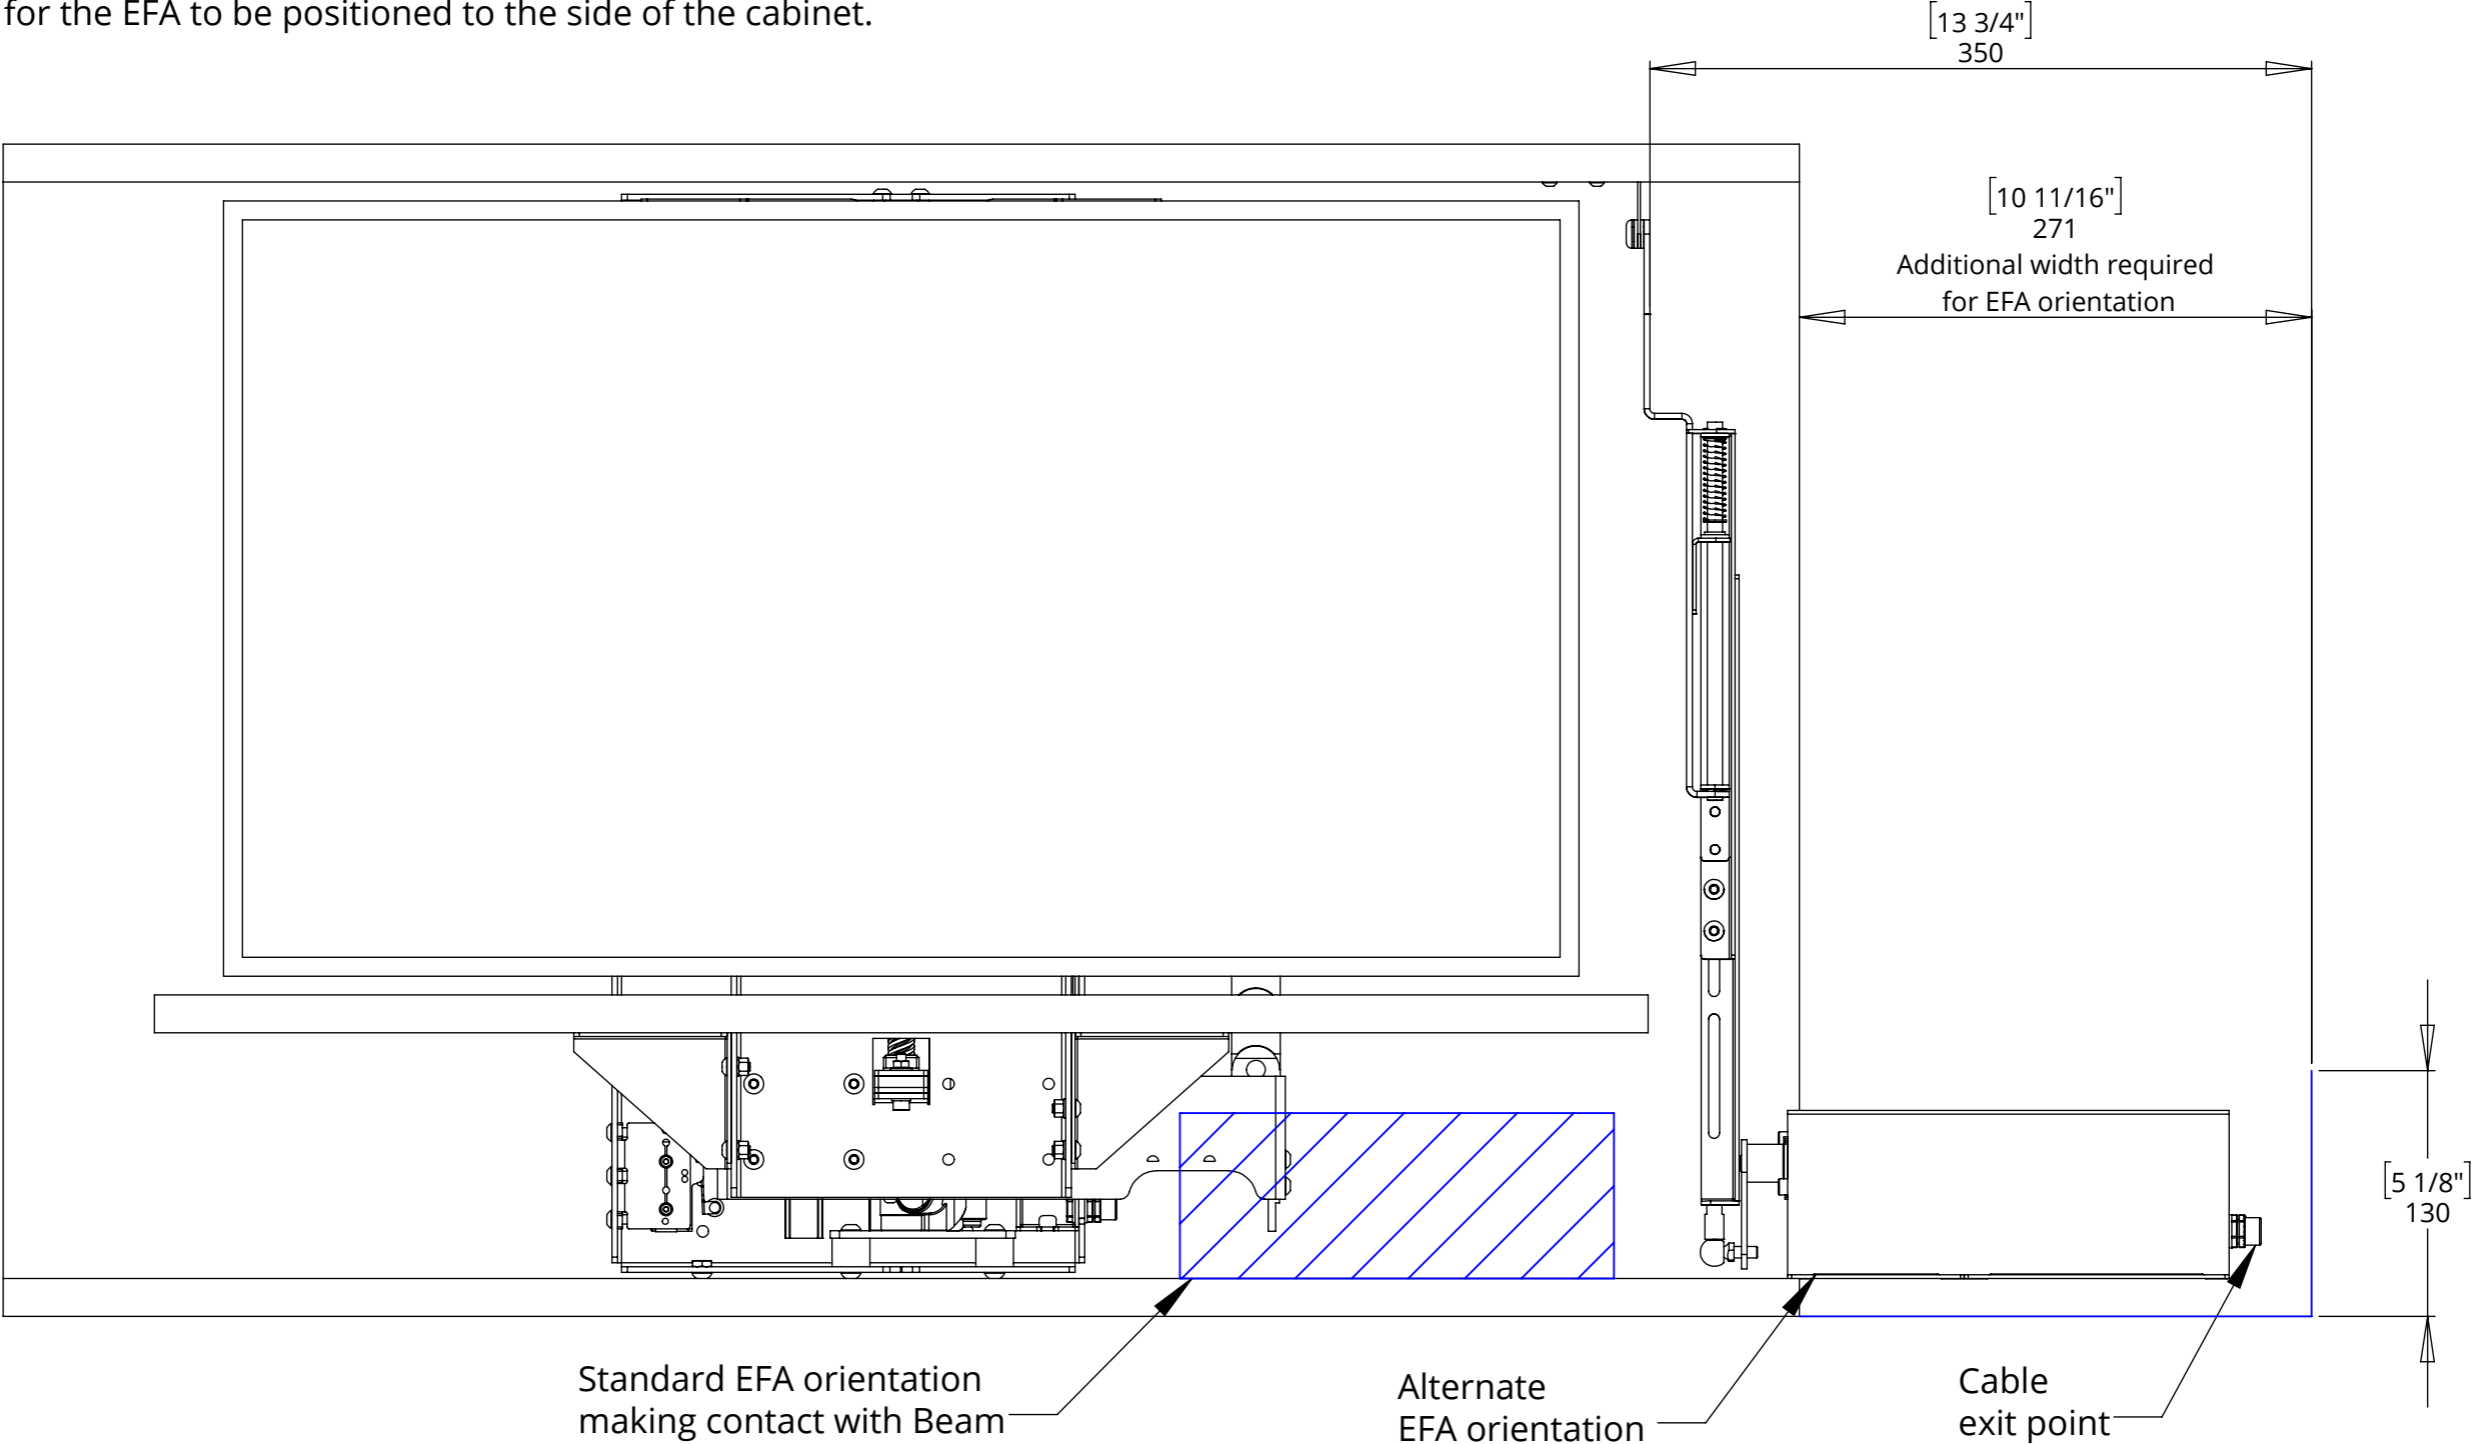 for the EFA to be positioned to the side of the cabinet.
[13 3/4"]
350
[10 11/16"]
271
Additional width required
for EFA orientation
[5 1/8"]
130
Standard EFA orientation
making contact with Beam
Alternate
EFA orientation
Cable
exit point